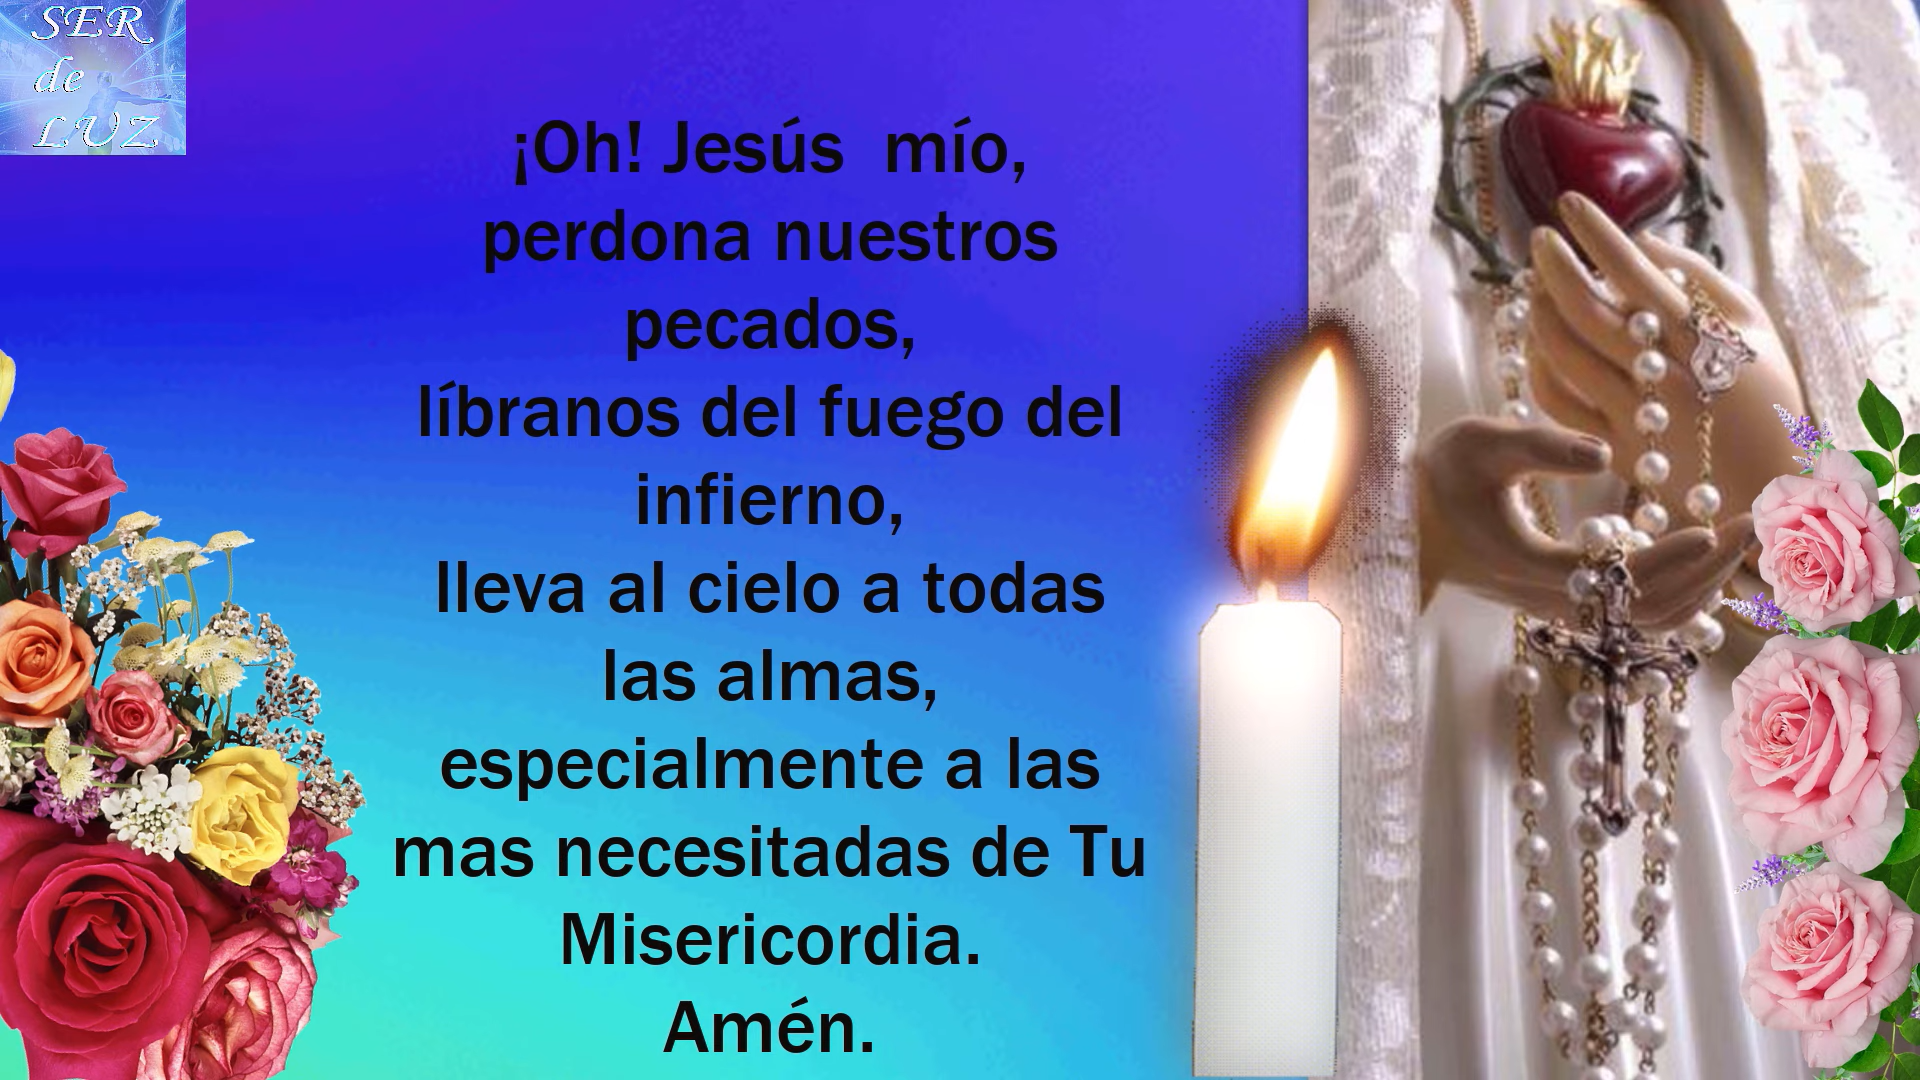 SER
de
LUZ
¡Oh! Jesús  mío,
perdona nuestros
pecados,
líbranos del fuego del
infierno,
lleva al cielo a todas
las almas,
especialmente a las
mas necesitadas de Tu
Misericordia.
Amén.